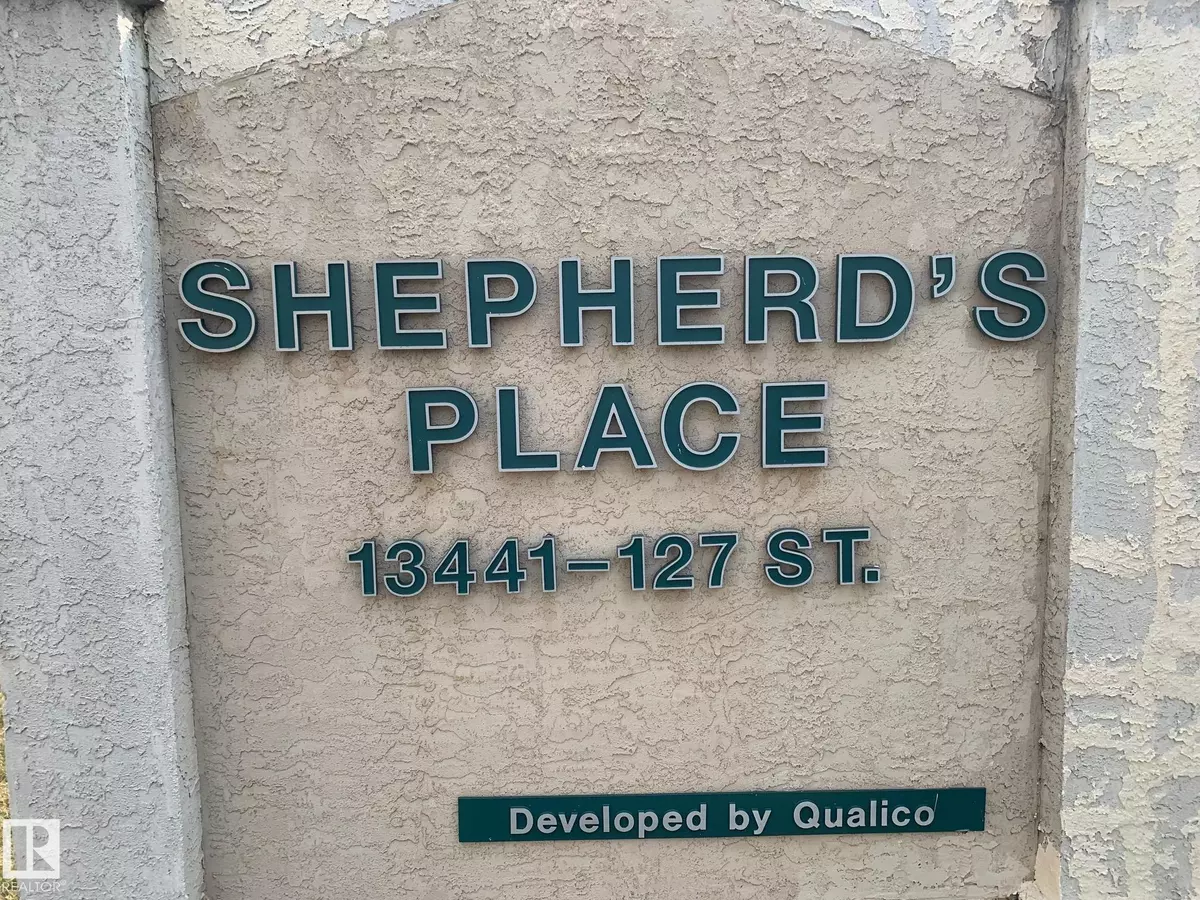 SHEPHERD'S
PLACE
13441-127 ST.
Developed by Qualico
REALTOR